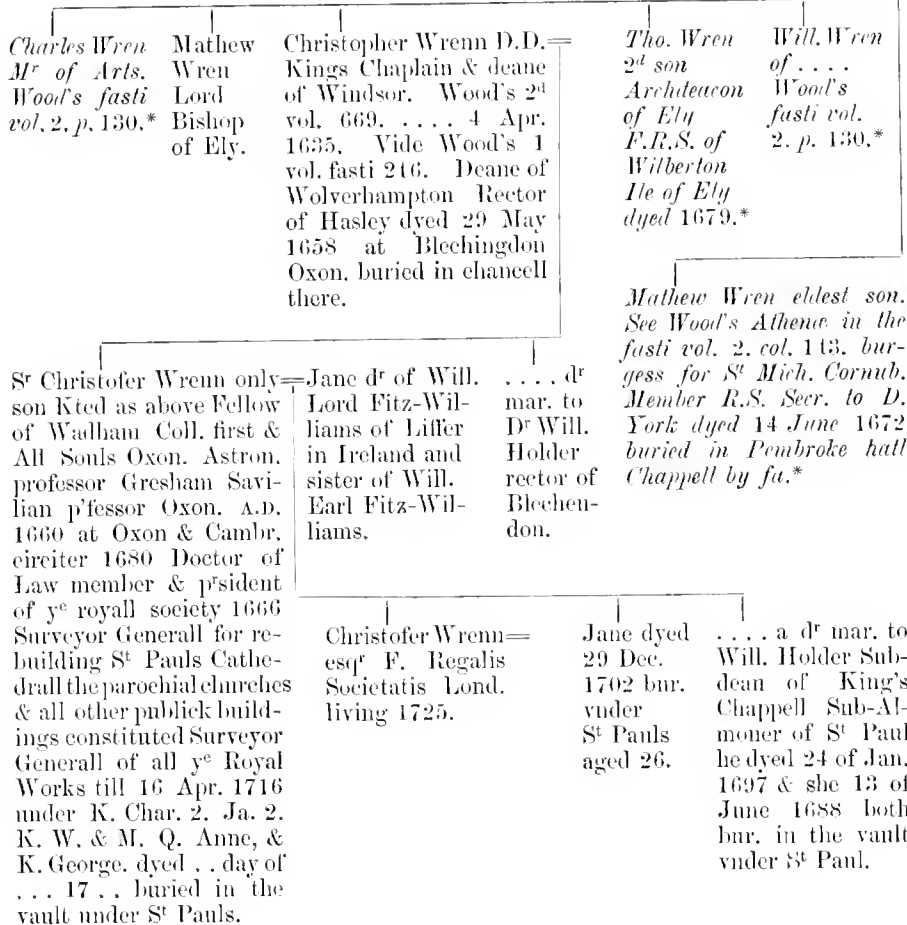 Charles Wren
Mr of Arts.
Wood's fasti
vol. 2. p. 130.*
Mathew
Wren
Lord
Bishop
of Ely.
Christopher Wrenn D.D.=
Kings Chaplain & deane
of Windsor. Wood's 2d
vol. 669. .... 4 Apr.
1635. Vide Wood's 1
vol. fasti 216. Deane of
Wolverhampton Rector
of Hasley dyed 29 May
1658 at Blechingdon
Oxon. buried in chancell
there.
Tho. Wren
2d son
Archdeacon
of Ely
F.R.S. of
Wilberton
Ile of Ely
dyed 1679.*
Will. Wren
of ....
Wood's
fasti vol.
2. p. 130.*
Mathew Wren eldest son.
See Wood's Athenæ in the
fasti vol. 2. col. 143. bur-
gess for St Mich. Cornub.
Member R.S. Secr. to D.
York dyed 14 June 1672
buried in Pembroke hall
Chappell by fa.*
Sr Christofer Wrenn only=
son Kted as above Fellow
of Wadham Coll. first &
All Souls Oxon. Astron.
professor Gresham Savi-
lian p'fessor Oxon. A.D.
1660 at Oxon & Cambr.
circiter 1680 Doctor of
Law member & prsident
of ye royall society 1666
Surveyor Generall for re-
building St Pauls Cathe-
drall the parochial churches
& all other publick build-
ings constituted Surveyor
Generall of all ye Royal
Works till 16 Apr. 1716
under K. Char. 2. Ja. 2.
K. W. & M. Q. Anne, &
K. George. dyed .. day of
... 17 .. buried in the
vault under St Pauls.
Jane dr of Will.
Lord Fitz-Wil-
liams of Liffer
in Ireland and
sister of Will.
Earl Fitz-Wil-
liams.
.... dr
mar. to
Dr Will.
Holder
rector of
Blechen-
don.
Christofer Wrenn=
esqr F. Regalis
Societatis Lond.
living 1725.
Jane dyed
29 Dec.
1702 bur.
vnder
St Pauls
aged 26.
.... a dr mar. to
Will. Holder Sub-
dean of King's
Chappell Sub-Al-
moner of St Paul
he dyed 24 of Jan.
1697 & she 13 of
June 1688 both
bur. in the vault
vnder St Paul.